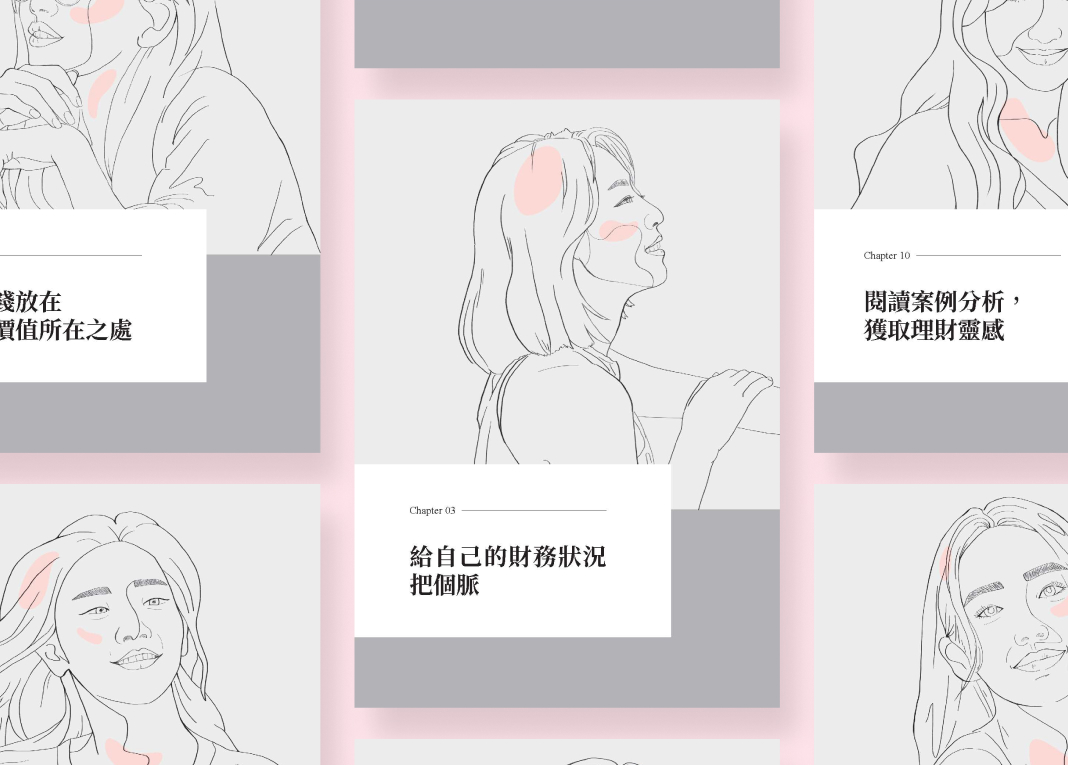 錢放在
價值所在之處
Chapter 03
給自己的財務狀況
把個脈
Chapter 10
閱讀案例分析，
獲取理財靈感